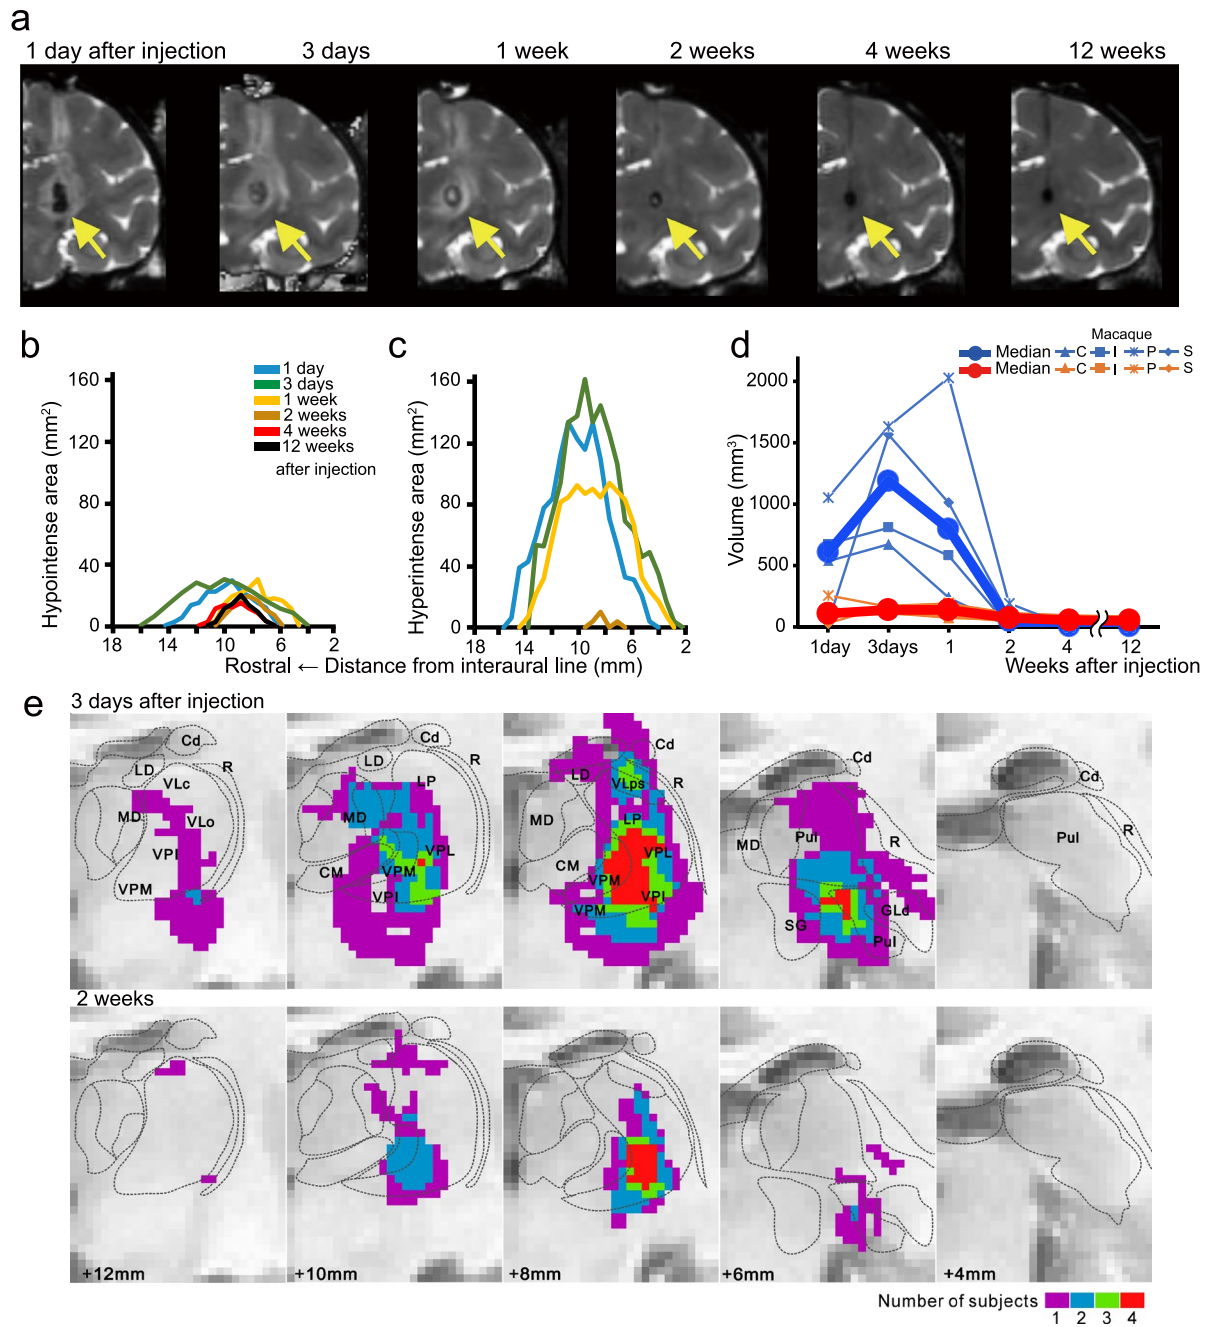 a
1 day after injection 3 days 1 week 2 weeks 4 weeks 12 weeks
b
160
120
80
40
0
18 14 10 6 2
Hypointense area (mm²)
1 day
3 days
1 week
2 weeks
4 weeks
12 weeks
after injection
c
160
120
80
40
0
18 14 10 6 2
Hyperintense area (mm²)
Rostral ← Distance from interaural line (mm)
d
Macaque
Median C I P S
Median C I P S
2000
1500
1000
500
0
Volume (mm³)
1day 3days 1 2 4 12
Weeks after injection
e
3 days after injection
Cd
LD
VLc
R
MD
VLo
VPI
VPM
Cd
LD
R
LP
MD
VPL
CM
VPM
VPI
Cd
LD
R
VLps
MD
LP
VPL
CM
VPM
VPI
VPM
Cd
Pul
R
MD
GLd
SG
Pul
Cd
Pul
R
2 weeks
+12mm +10mm +8mm +6mm +4mm
Number of subjects
1 2 3 4